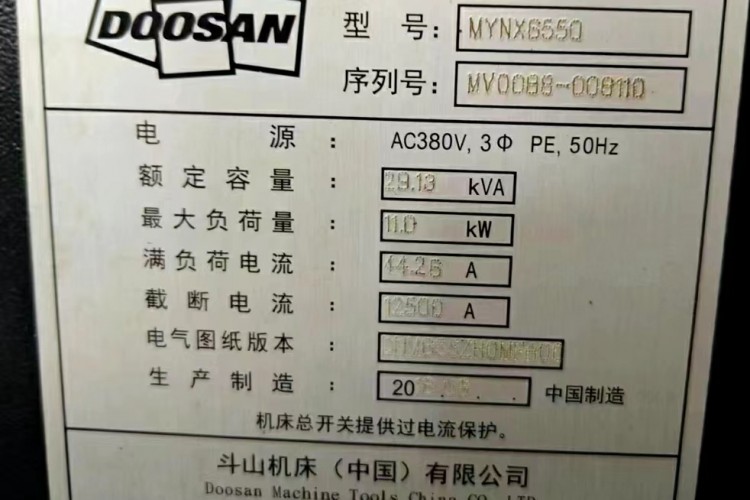 DOOSAN
型 号: MYNX6550
序列号: MV0088-009110
电 源 : AC380V, 3Φ PE, 50Hz
额定容量 : 29.13 kVA
最大负荷量 : 11.0 kW
满负荷电流 : 44.26 A
截断电流 : 12500 A
电气图纸版本 :
生产制造 : 20 中国制造
机床总开关提供过电流保护。
斗山机床（中国）有限公司
Doosan Machine Tools China CO., LTD